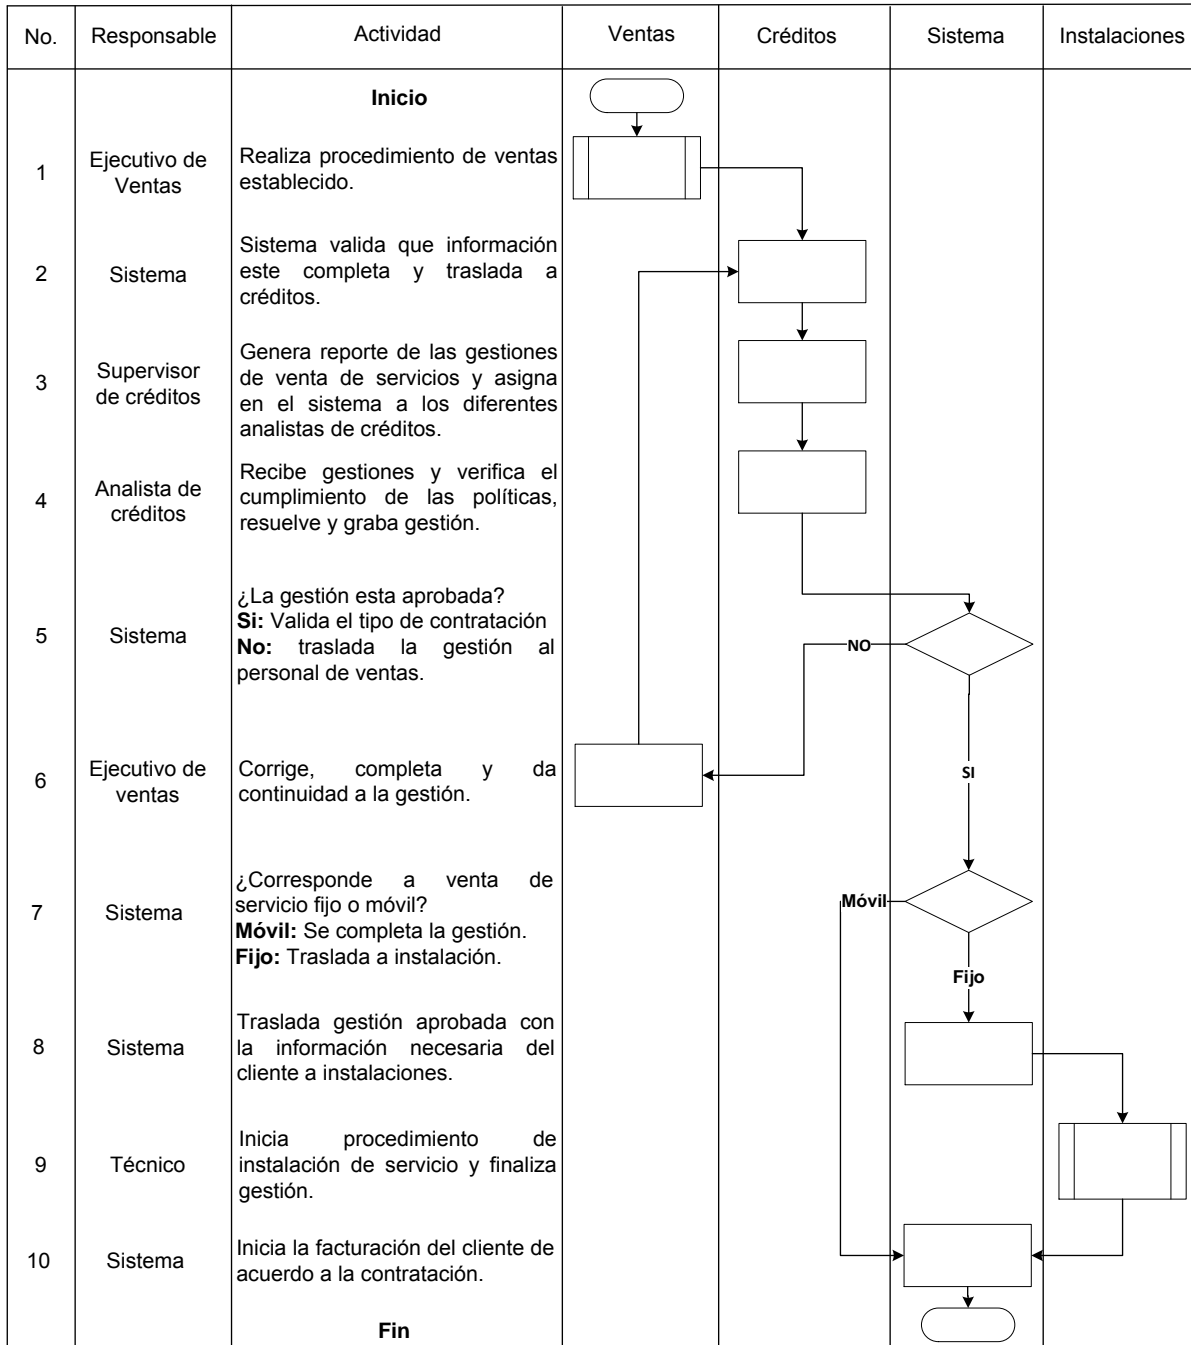 No. Responsable Actividad Ventas Créditos Sistema Instalaciones
Inicio
1
Ejecutivo de
Ventas
Realiza procedimiento de ventas
establecido.
2
Sistema
Sistema valida que información
este completa y traslada a
créditos.
3
Supervisor
de créditos
Genera reporte de las gestiones
de venta de servicios y asigna
en el sistema a los diferentes
analistas de créditos.
4
Analista de
créditos
Recibe gestiones y verifica el
cumplimiento de las políticas,
resuelve y graba gestión.
5
Sistema
¿La gestión esta aprobada?
Si: Valida el tipo de contratación
No: traslada la gestión al
personal de ventas.
NO
6
Ejecutivo de
ventas
Corrige, completa y da
continuidad a la gestión.
SI
7
Sistema
¿Corresponde a venta de
servicio fijo o móvil?
Móvil: Se completa la gestión.
Fijo: Traslada a instalación.
Móvil
Fijo
8
Sistema
Traslada gestión aprobada con
la información necesaria del
cliente a instalaciones.
9
Técnico
Inicia procedimiento de
instalación de servicio y finaliza
gestión.
10
Sistema
Inicia la facturación del cliente de
acuerdo a la contratación.
Fin